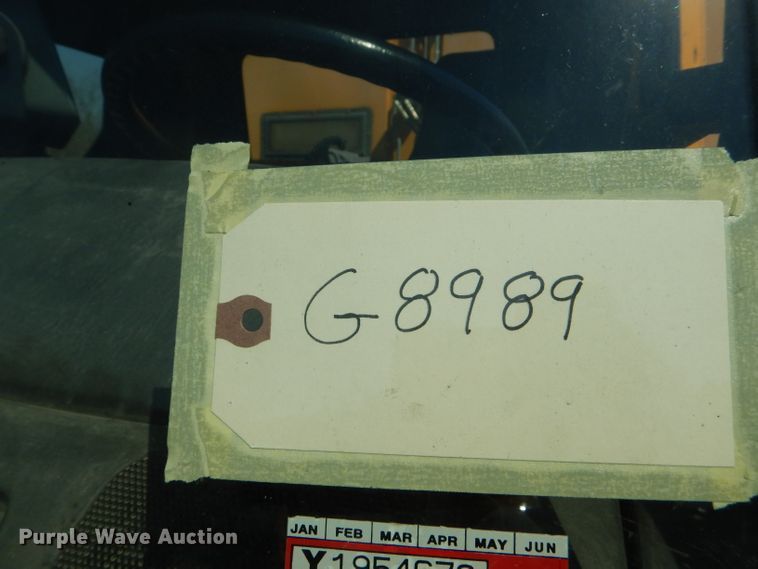 G8989
JAN FEB MAR APR MAY JUN
Purple Wave Auction